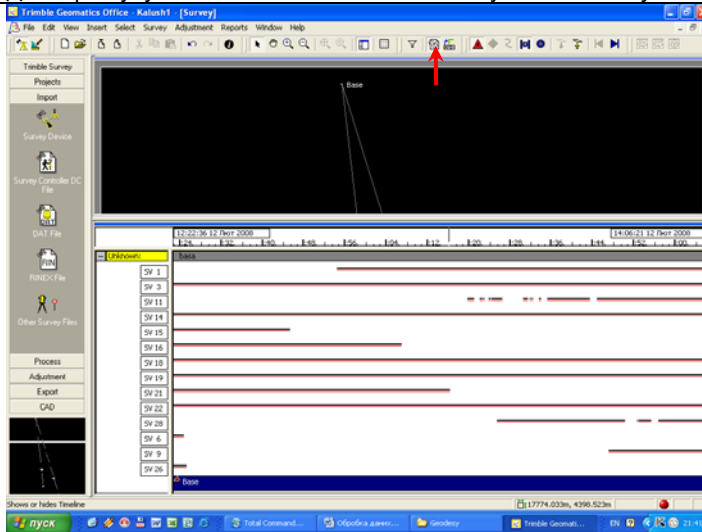 Trimble Geomatics Office - Kalush1 - [Survey]
File Edit View Insert Select Survey Adjustment Reports Window Help
Trimble Survey
Projects
Import
Survey Device
Survey Controller DC
File
DAT File
RINEX File
Other Survey Files
Process
Adjustment
Export
CAD
Base
12:22:36 12 Лют 2008
14:06:21 12 Лют 2008
Unknown:
basa
SV 1
SV 3
SV 11
SV 14
SV 15
SV 16
SV 18
SV 19
SV 21
SV 22
SV 28
SV 6
SV 9
SV 26
Base
Shows or hides Timeline
17774.033m, 4398.523m
пуск
Total Command...
Обробка даних...
Geodesy
Trimble Geomati...
EN
21:41